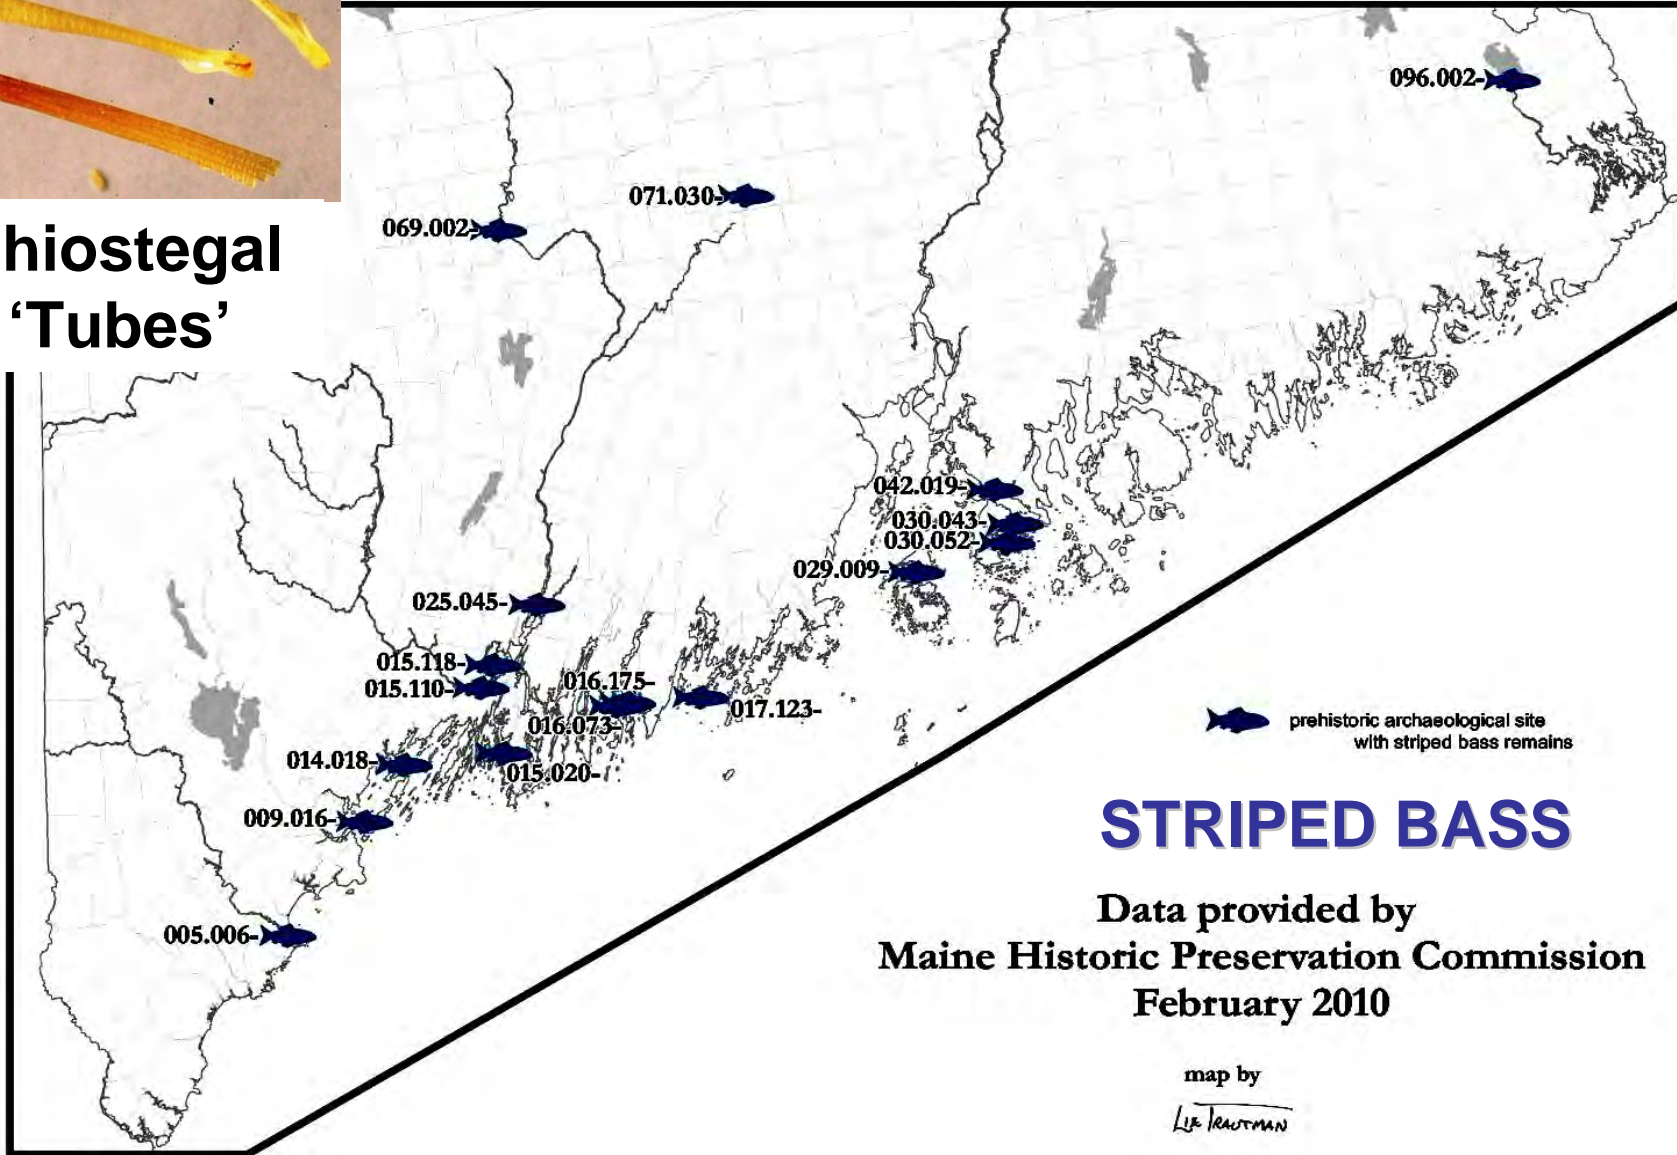 096.002-
071.030-
069.002-
hiostegal
‘Tubes’
042.019-
030.043-
030.052-
029.009-
025.045-
015.118-
015.110-
016.175-
016.073-
017.123-
014.018-
015.020-
009.016-
005.006-
prehistoric archaeological site
with striped bass remains
STRIPED BASS
Data provided by
Maine Historic Preservation Commission
February 2010
map by
TRAUTMAN